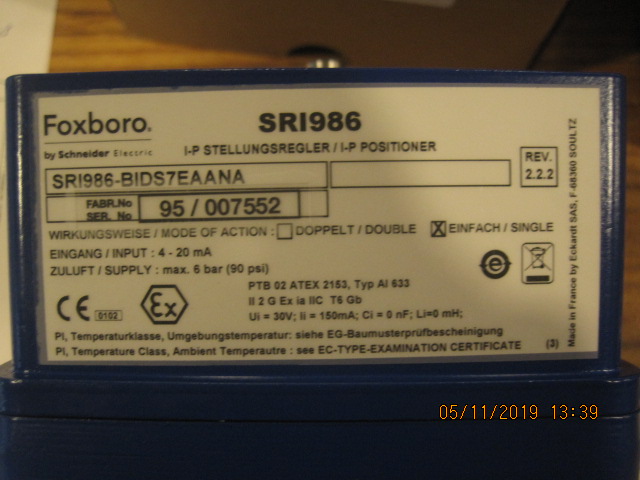 Foxboro.
by Schneider Electric
SRI986
I-P STELLUNGSREGLER / I-P POSITIONER
SRI986-BIDS7EAANA
REV.
2.2.2
FABR.No
SER. No
95 / 007552
WIRKUNGSWEISE / MODE OF ACTION : DOPPELT / DOUBLE X EINFACH / SINGLE
EINGANG / INPUT : 4 - 20 mA
ZULUFT / SUPPLY : max. 6 bar (90 psi)
CE 0102 Ex
PTB 02 ATEX 2153, Typ AI 633
II 2 G Ex ia IIC T6 Gb
Ui = 30V; Ii = 150mA; Ci = 0 nF; Li=0 mH;
PI, Temperaturklasse, Umgebungstemperatur: siehe EG-Baumusterprüfbescheinigung
PI, Temperature Class, Ambient Temperautre : see EC-TYPE-EXAMINATION CERTIFICATE (3)
Made in France by Eckardt SAS, F-68360 SOULTZ
05/11/2019 13:39